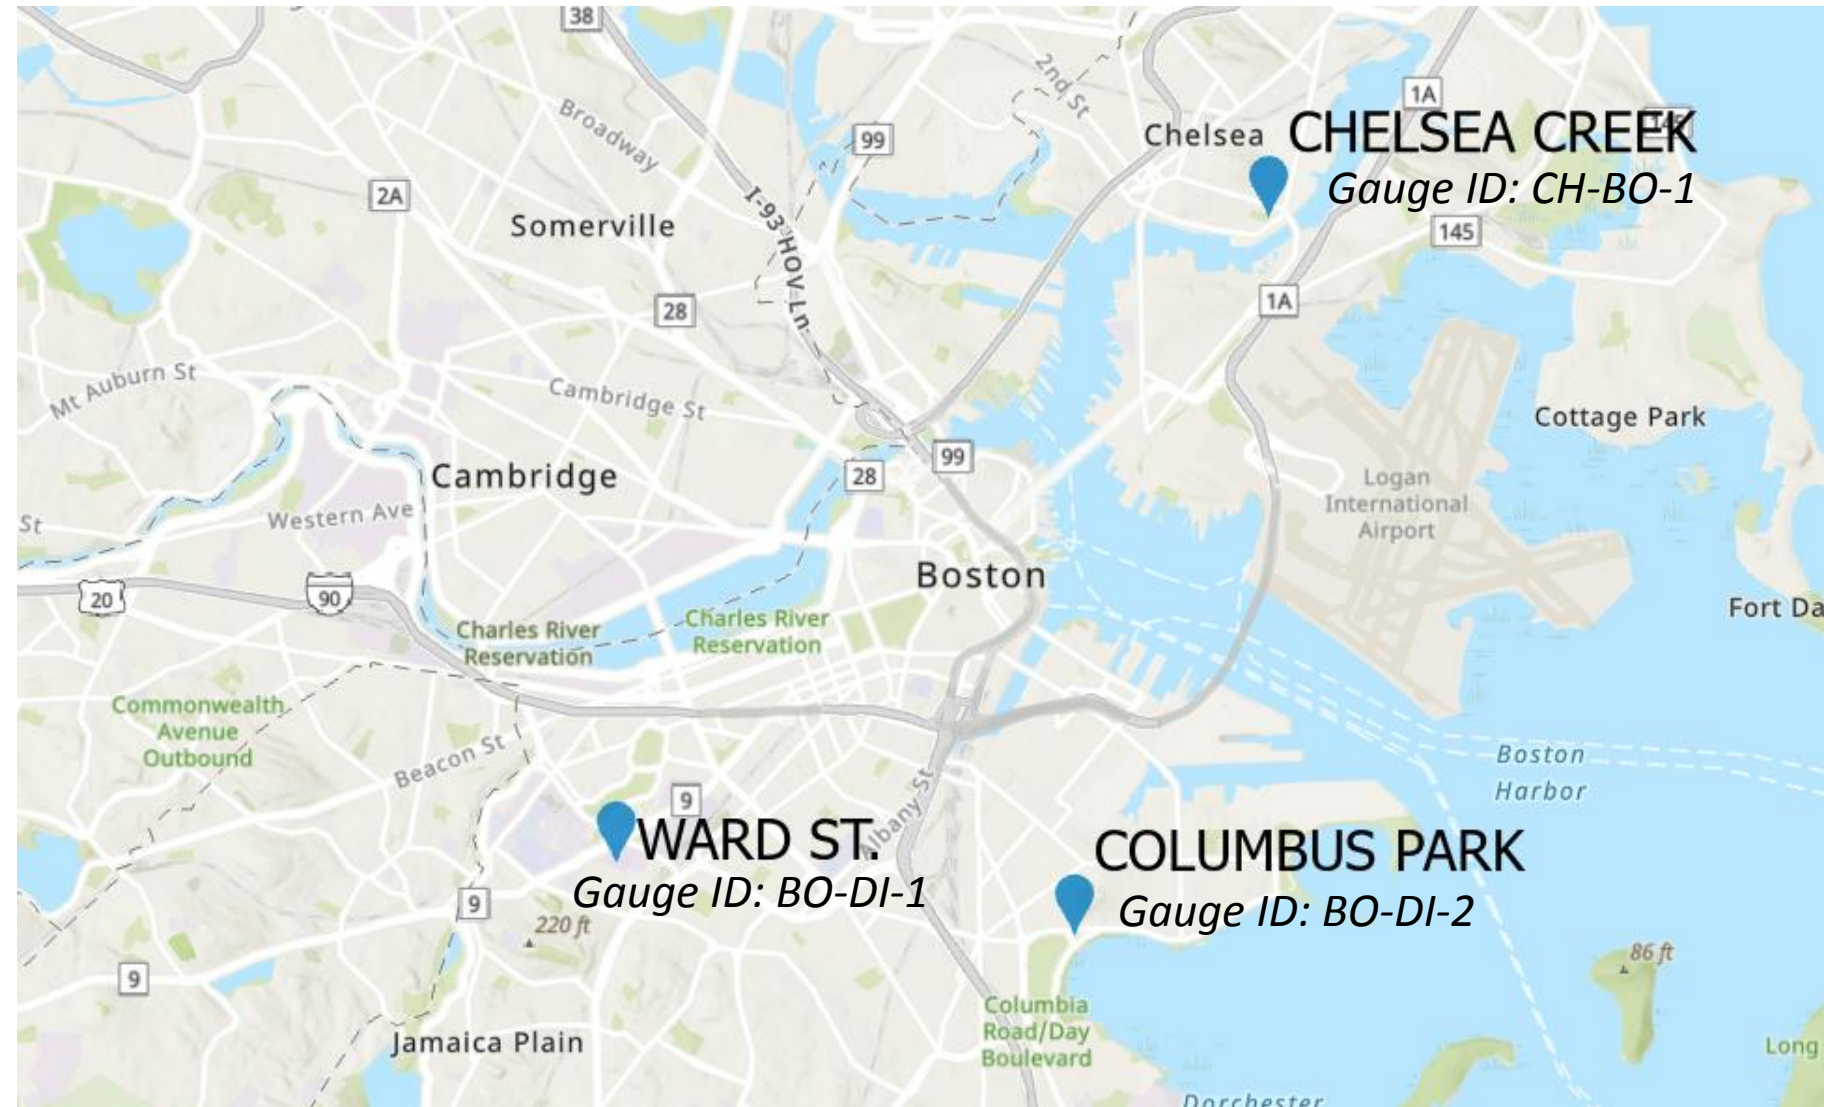 38
2nd St
1A
Broadway
99
Chelsea
CHELSEA CREEK
Gauge ID: CH-BO-1
2A
I-93 HOV Ln
Somerville
145
28
1A
Mt Auburn St
Cambridge St
Cottage Park
99
28
Cambridge
Logan
International
Airport
Western Ave
St
Boston
20
90
Fort Da
Charles River
Reservation
Charles River
Reservation
Commonwealth
Avenue
Outbound
Beacon St
Boston
Harbor
9
Albany St
WARD ST.
Gauge ID: BO-DI-1
COLUMBUS PARK
Gauge ID: BO-DI-2
9
220 ft
86 ft
9
Columbia
Road/Day
Boulevard
Jamaica Plain
Long
Dorchester